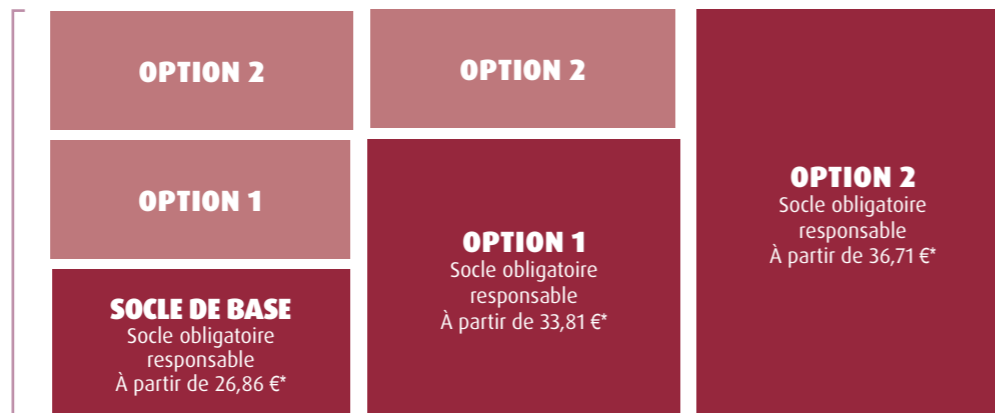 OPTION 2
OPTION 1
SOCLE DE BASE
Socle obligatoire
responsable
À partir de 26,86 €*
OPTION 2
OPTION 1
Socle obligatoire
responsable
À partir de 33,81 €*
OPTION 2
Socle obligatoire
responsable
À partir de 36,71 €*